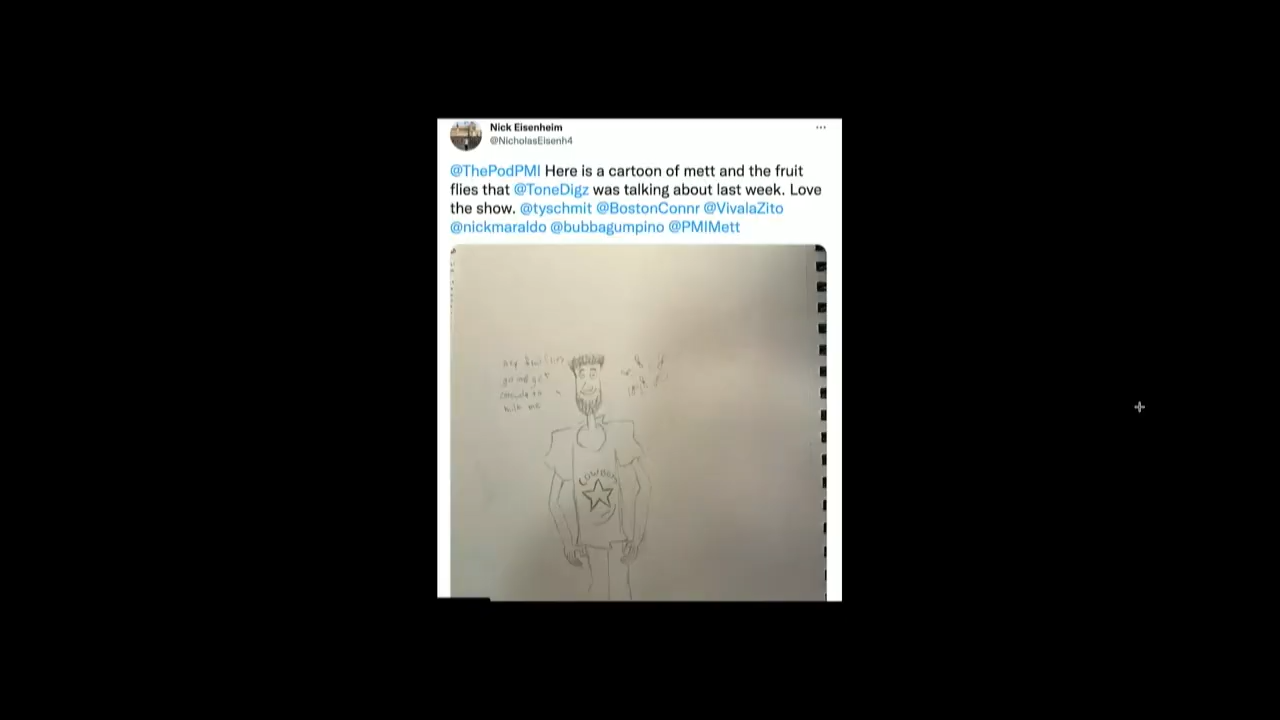 Nick Eisenheim
@NicholasEisenh4
@ThePodPMI Here is a cartoon of mett and the fruit
flies that @ToneDigz was talking about last week. Love
the show. @tyschmit @BostonConnr @VivalaZito
@nickmaraldo @bubbagumpino @PMIMett
COWBOYS